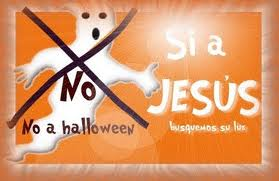 No
No a halloween
Si a
JESÚS
busquemos su luz